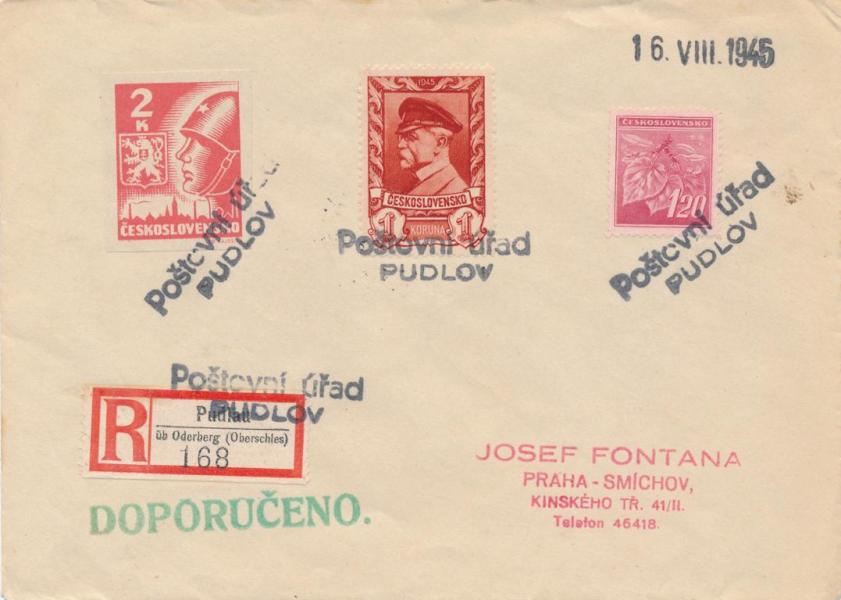 16. VIII. 1945
2
K
ČESKOSLOVENSKO
1945
ČESKOSLOVENSKO
1 KORUNA 1
ČESKOSLOVENSKO
1.20
Poštovní úřad
PUDLOV
Poštovní úřad
PUDLOV
Poštovní úřad
PUDLOV
Poštovní úřad
PUDLOV
R
Pudlau
üb Oderberg (Oberschles)
168
DOPORUČENO.
JOSEF FONTANA
PRAHA - SMÍCHOV,
KINSKÉHO TŘ. 41/II.
Telefon 46418.